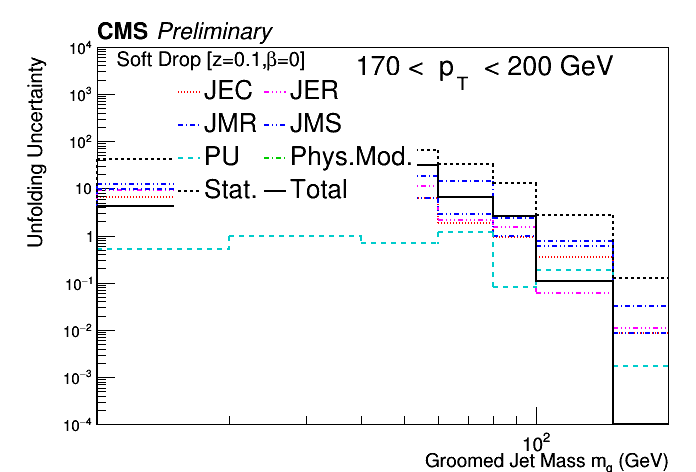 CMS Preliminary
Soft Drop [z=0.1,β=0]
170 < p_T < 200 GeV
JEC JER
JMR JMS
PU Phys.Mod.
Stat. Total
Unfolding Uncertainty
10^4
10^3
10^2
10
1
10^-1
10^-2
10^-3
10^-4
10^2
Groomed Jet Mass m_g (GeV)